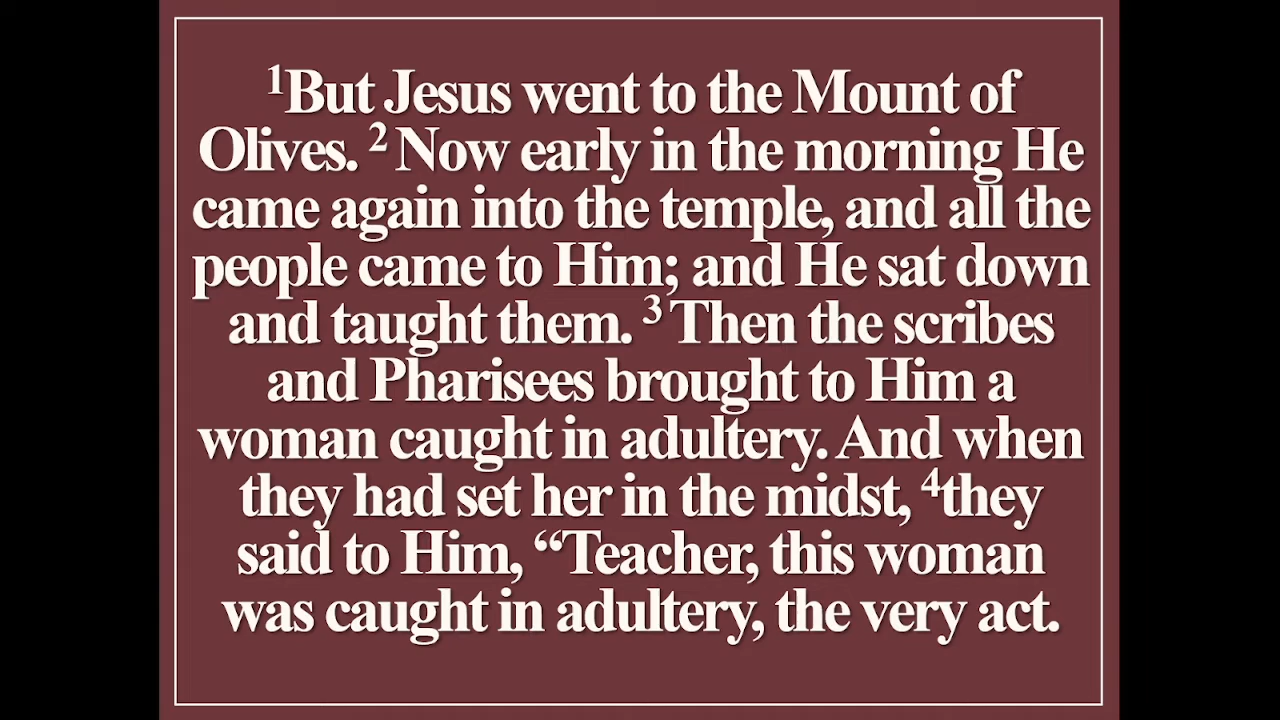 ¹But Jesus went to the Mount of
Olives. ² Now early in the morning He
came again into the temple, and all the
people came to Him; and He sat down
and taught them. ³ Then the scribes
and Pharisees brought to Him a
woman caught in adultery. And when
they had set her in the midst, ⁴they
said to Him, “Teacher, this woman
was caught in adultery, the very act.